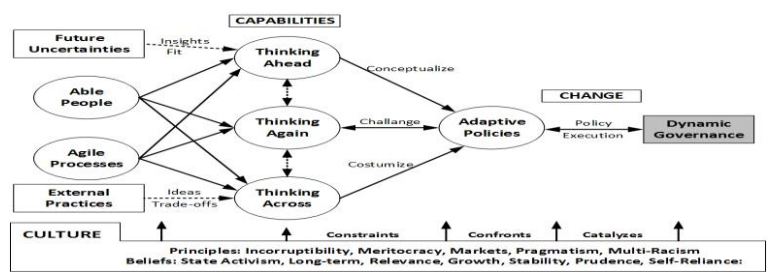 CAPABILITIES
Future
Uncertainties
Insights
Fit
Thinking
Ahead
Conceptualize
Able
People
Thinking
Again
Challange
Adaptive
Policies
CHANGE
Policy
Execution
Dynamic
Governance
Agile
Processes
Costumize
External
Practices
Ideas
Trade-offs
Thinking
Across
CULTURE
Constraints
Confronts
Catalyzes
Principles: Incorruptibility, Meritocracy, Markets, Pragmatism, Multi-Racism
Beliefs: State Activism, Long-term, Relevance, Growth, Stability, Prudence, Self-Reliance: